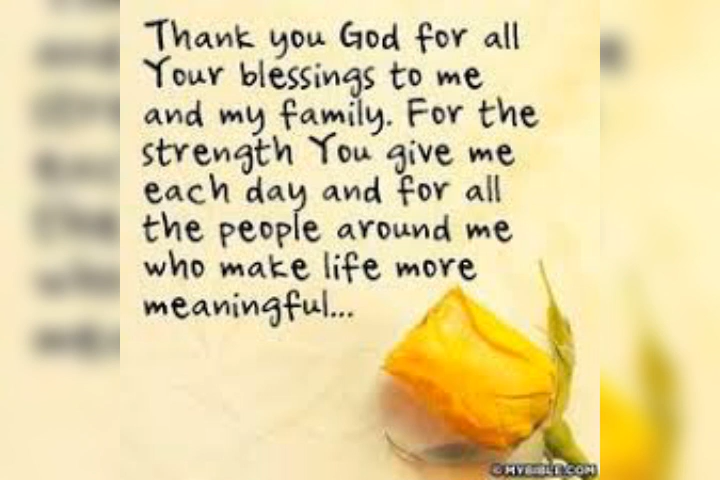 Thank you God for all
Your blessings to me
and my family. For the
strength You give me
each day and for all
the people around me
who make life more
meaningful...
© MYBIBLE.COM